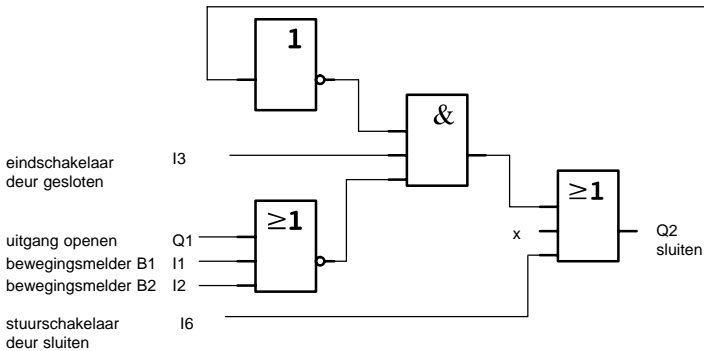 1
&
eindschakelaar I3
deur gesloten
≥1
≥1
uitgang openen Q1
x
Q2
sluiten
bewegingsmelder B1 I1
bewegingsmelder B2 I2
stuurschakelaar I6
deur sluiten